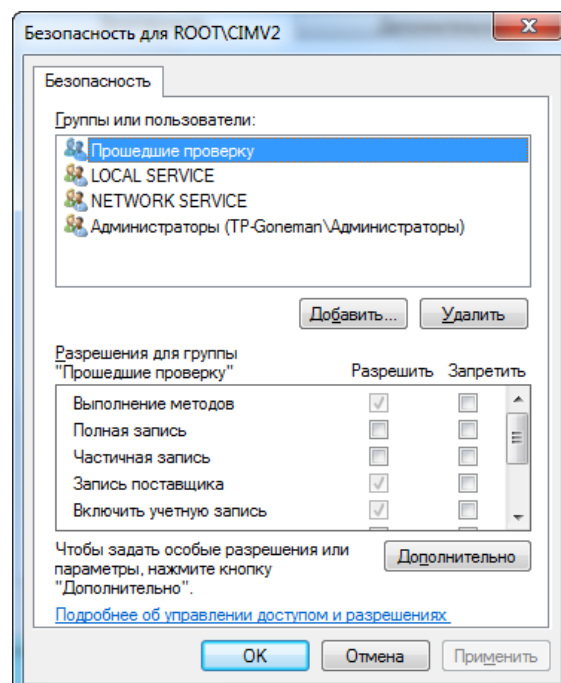 Безопасность для ROOT\CIMV2
Безопасность
Группы или пользователи:
Прошедшие проверку
LOCAL SERVICE
NETWORK SERVICE
Администраторы (TP-Goneman\Администраторы)
Добавить... Удалить
Разрешения для группы
"Прошедшие проверку" Разрешить Запретить
Выполнение методов
Полная запись
Частичная запись
Запись поставщика
Включить учетную запись
Чтобы задать особые разрешения или
параметры, нажмите кнопку
"Дополнительно".
Дополнительно
Подробнее об управлении доступом и разрешениях
OK Отмена Применить